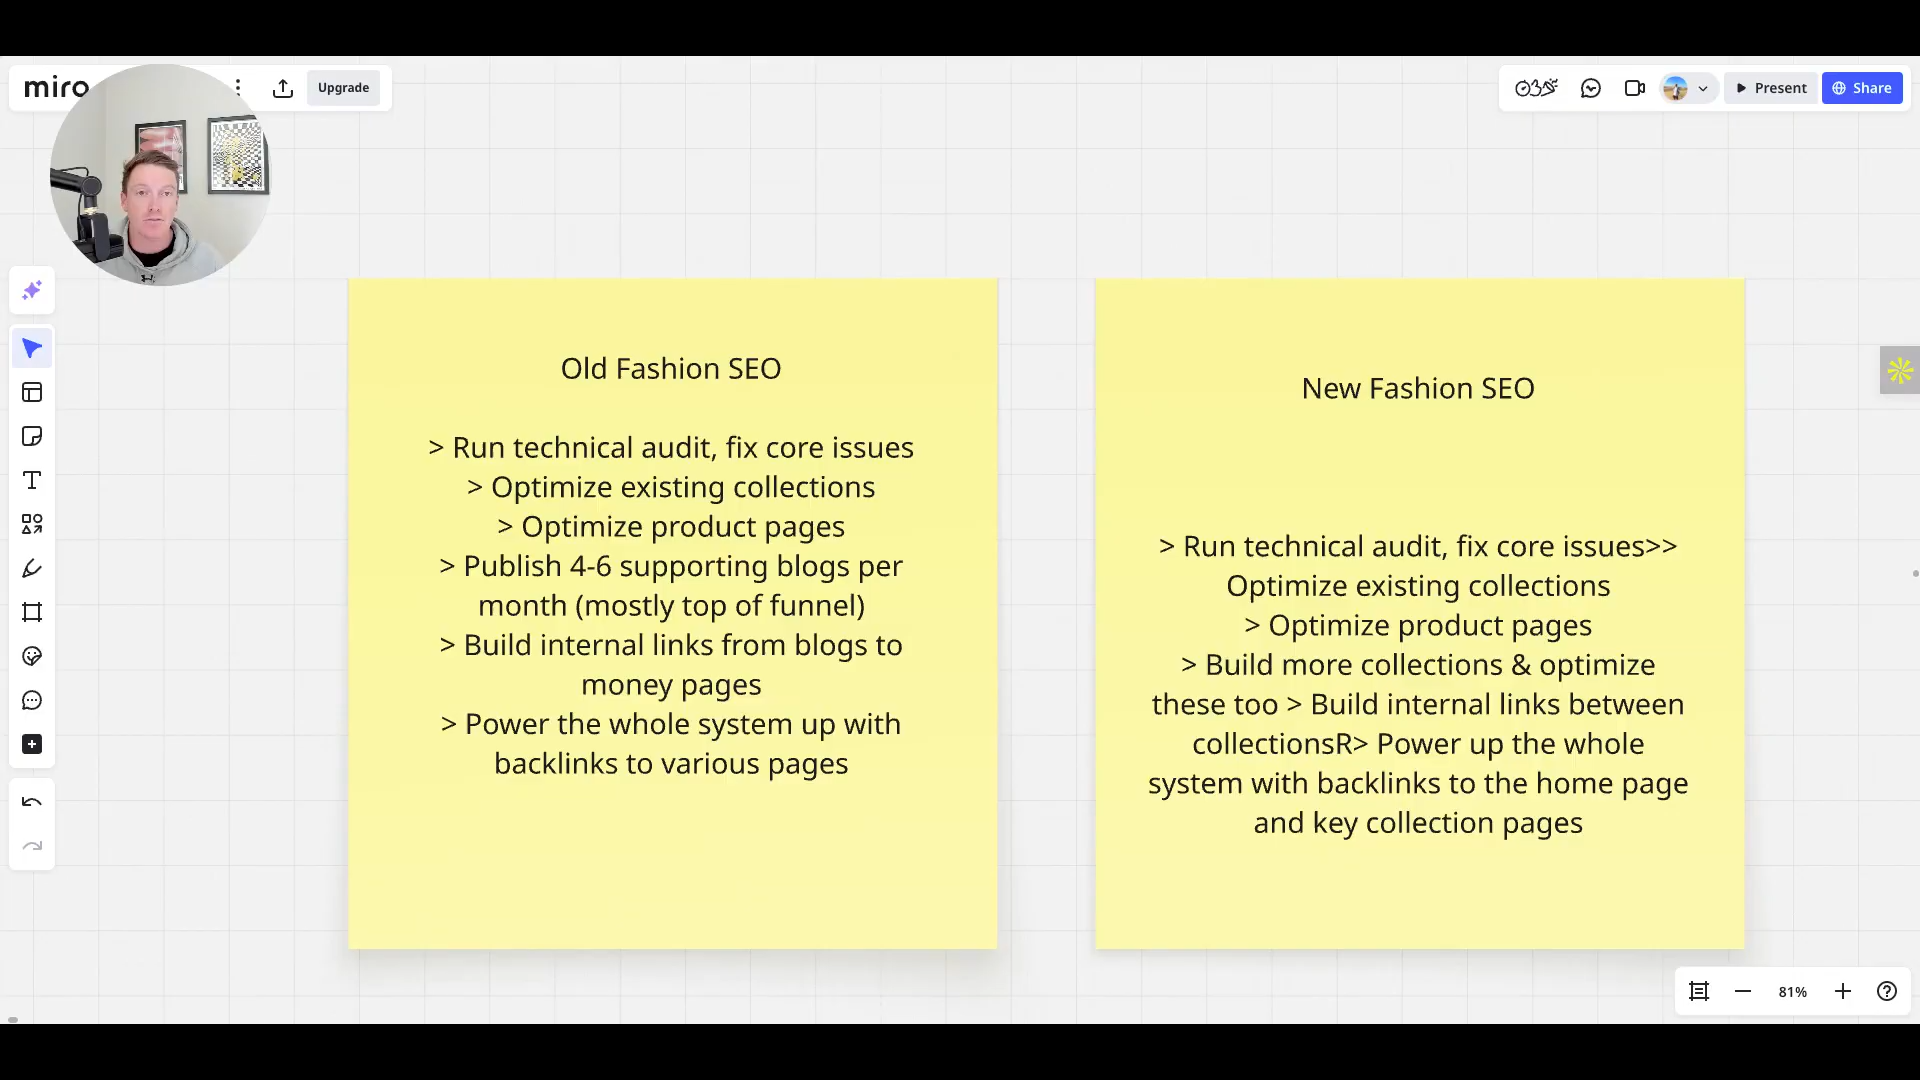 miro
Upgrade
Present
Share
Old Fashion SEO
> Run technical audit, fix core issues
> Optimize existing collections
> Optimize product pages
> Publish 4-6 supporting blogs per
month (mostly top of funnel)
> Build internal links from blogs to
money pages
> Power the whole system up with
backlinks to various pages
New Fashion SEO
> Run technical audit, fix core issues>>
Optimize existing collections
> Optimize product pages
> Build more collections & optimize
these too > Build internal links between
collectionsR> Power up the whole
system with backlinks to the home page
and key collection pages
81%